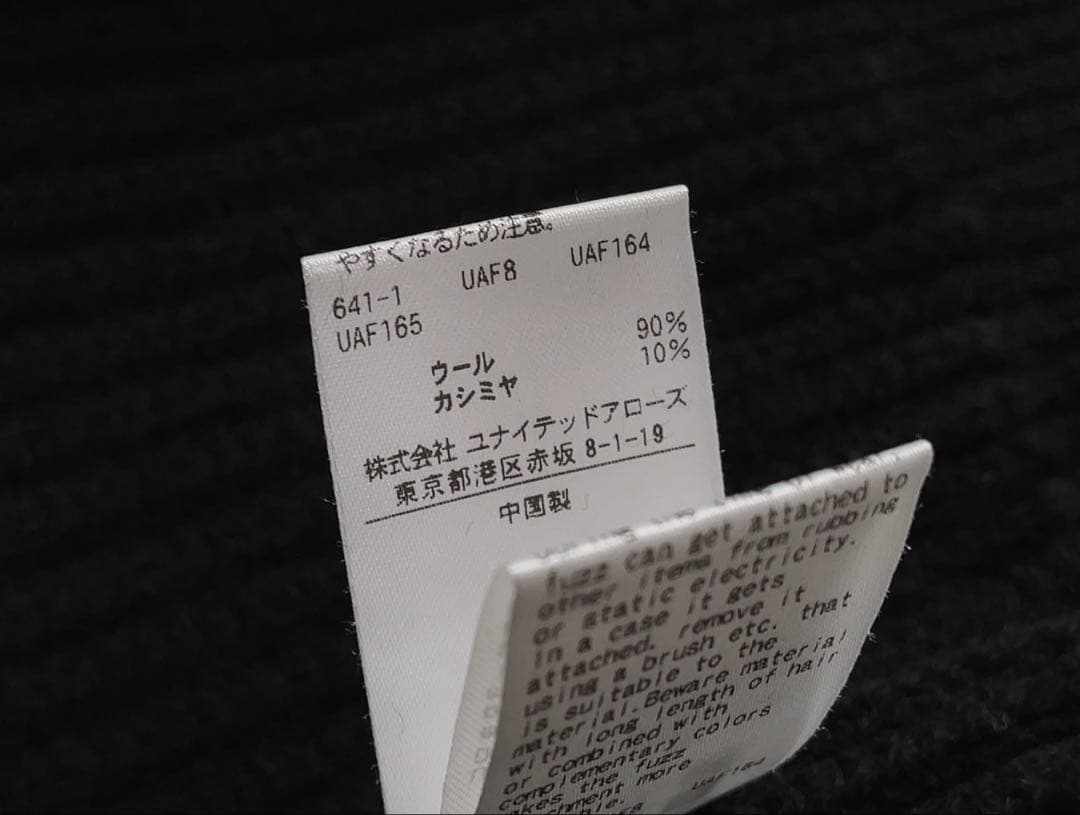 やすくなるため注意。
641-1 UAF8 UAF164
UAF165
ウール 90%
カシミヤ 10%
株式会社 ユナイテッドアローズ
東京都港区赤坂 8-1-19
中国製
fuzz can get attached to
other items from rubbing
or static electricity.
in a case it gets
attached, remove it
using a brush etc. that
is suitable to the
material.Beware material
with long length of hair
or combined with
complementary colors
the fuzz
more
UAF164